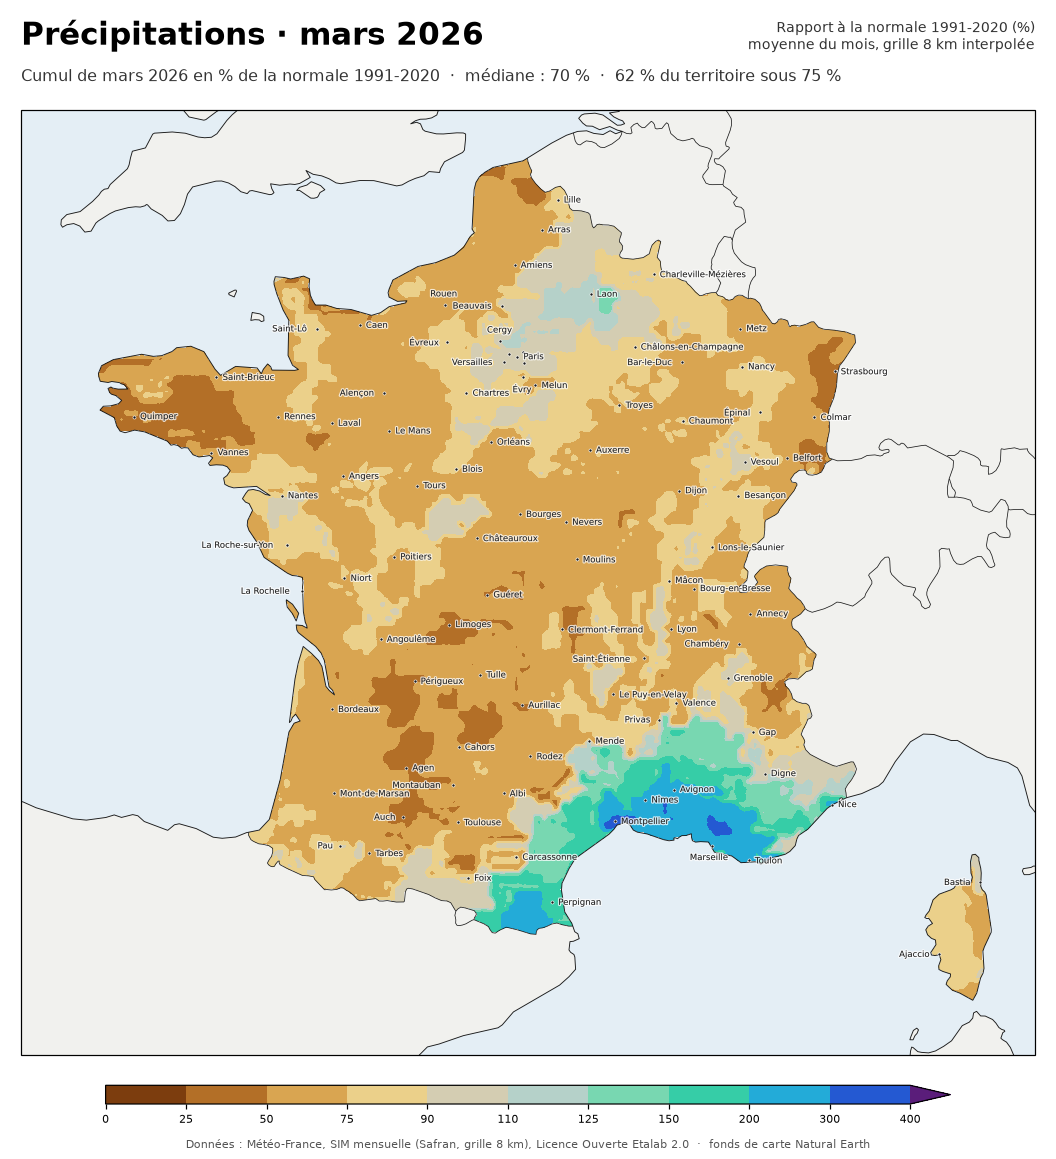 Précipitations · mars 2026
Rapport à la normale 1991-2020 (%)
moyenne du mois, grille 8 km interpolée
Cumul de mars 2026 en % de la normale 1991-2020 · médiane : 70 % · 62 % du territoire sous 75 %
Lille
Arras
Amiens
Charleville-Mézières
Rouen
Laon
Beauvais
Saint-Lô
Caen
Cergy
Metz
Évreux
Châlons-en-Champagne
Versailles
Paris
Bar-le-Duc
Nancy
Strasbourg
Saint-Brieuc
Alençon
Chartres
Évry
Melun
Troyes
Quimper
Rennes
Laval
Épinal
Colmar
Chaumont
Le Mans
Orléans
Vannes
Auxerre
Belfort
Vesoul
Blois
Angers
Tours
Dijon
Nantes
Besançon
Bourges
Nevers
Châteauroux
La Roche-sur-Yon
Lons-le-Saunier
Poitiers
Moulins
Niort
Mâcon
Bourg-en-Bresse
La Rochelle
Guéret
Annecy
Limoges
Clermont-Ferrand
Lyon
Angoulême
Chambéry
Saint-Étienne
Tulle
Grenoble
Périgueux
Le Puy-en-Velay
Valence
Bordeaux
Aurillac
Privas
Gap
Mende
Cahors
Rodez
Agen
Digne
Montauban
Mont-de-Marsan
Albi
Avignon
Nîmes
Nice
Auch
Toulouse
Montpellier
Pau
Tarbes
Carcassonne
Marseille
Toulon
Foix
Bastia
Perpignan
Ajaccio
0 25 50 75 90 110 125 150 200 300 400
Données : Météo-France, SIM mensuelle (Safran, grille 8 km), Licence Ouverte Etalab 2.0 · fonds de carte Natural Earth